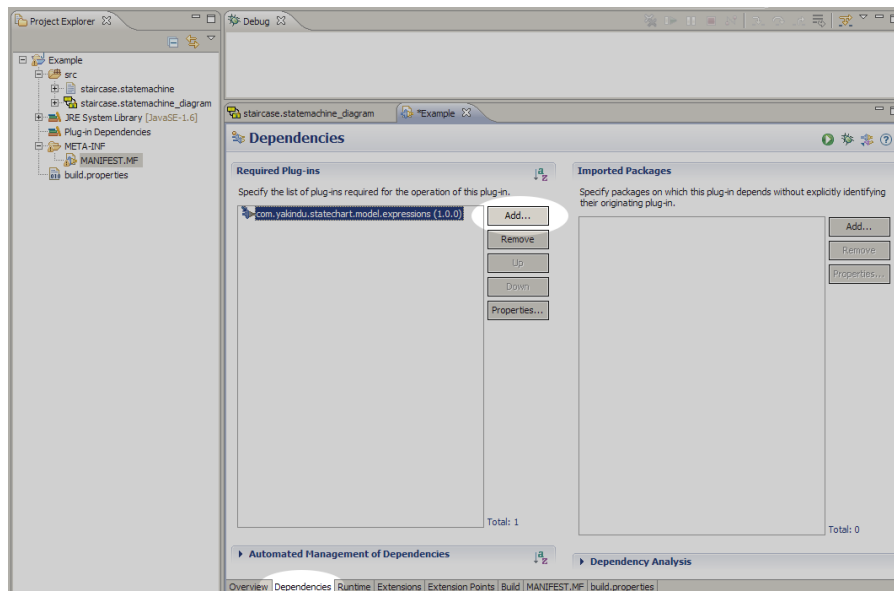 Project Explorer
Example
src
staircase.statemachine
staircase.statemachine_diagram
JRE System Library [JavaSE-1.6]
Plug-in Dependencies
META-INF
MANIFEST.MF
build.properties
Debug
staircase.statemachine_diagram
*Example
Dependencies
Required Plug-ins
Specify the list of plug-ins required for the operation of this plug-in.
com.yakindu.statechart.model.expressions (1.0.0)
Add...
Remove
Up
Down
Properties...
Total: 1
Imported Packages
Specify packages on which this plug-in depends without explicitly identifying
their originating plug-in.
Add...
Remove
Properties...
Total: 0
Automated Management of Dependencies
Dependency Analysis
Overview Dependencies Runtime Extensions Extension Points Build MANIFEST.MF build.properties